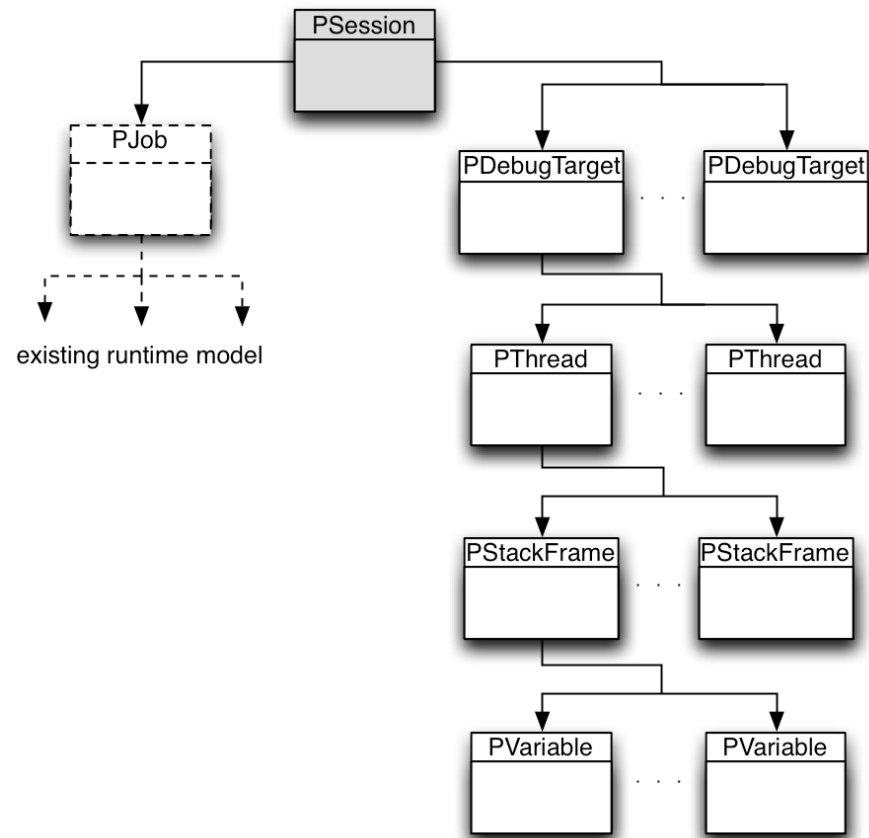 PSession
PJob
PDebugTarget
PDebugTarget
. . .
existing runtime model
PThread
PThread
. . .
PStackFrame
PStackFrame
. . .
PVariable
PVariable
. . .